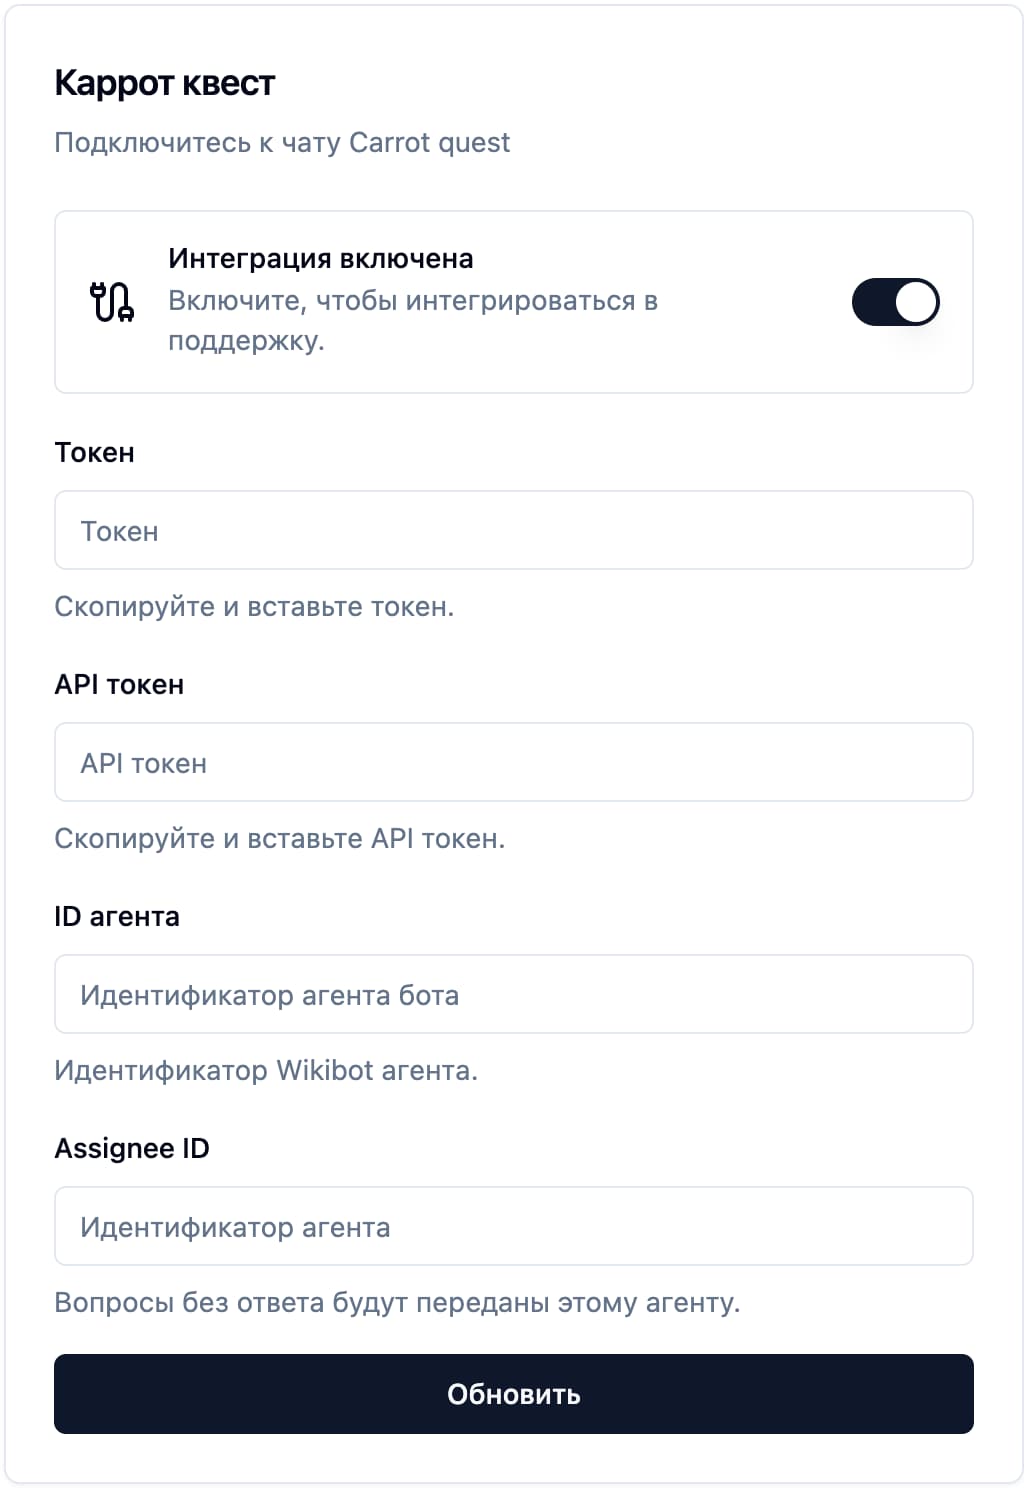 Каррот квест
Подключитесь к чату Carrot quest
Интеграция включена
Включите, чтобы интегрироваться в
поддержку.
Токен
Токен
Скопируйте и вставьте токен.
API токен
API токен
Скопируйте и вставьте API токен.
ID агента
Идентификатор агента бота
Идентификатор Wikibot агента.
Assignee ID
Идентификатор агента
Вопросы без ответа будут переданы этому агенту.
Обновить